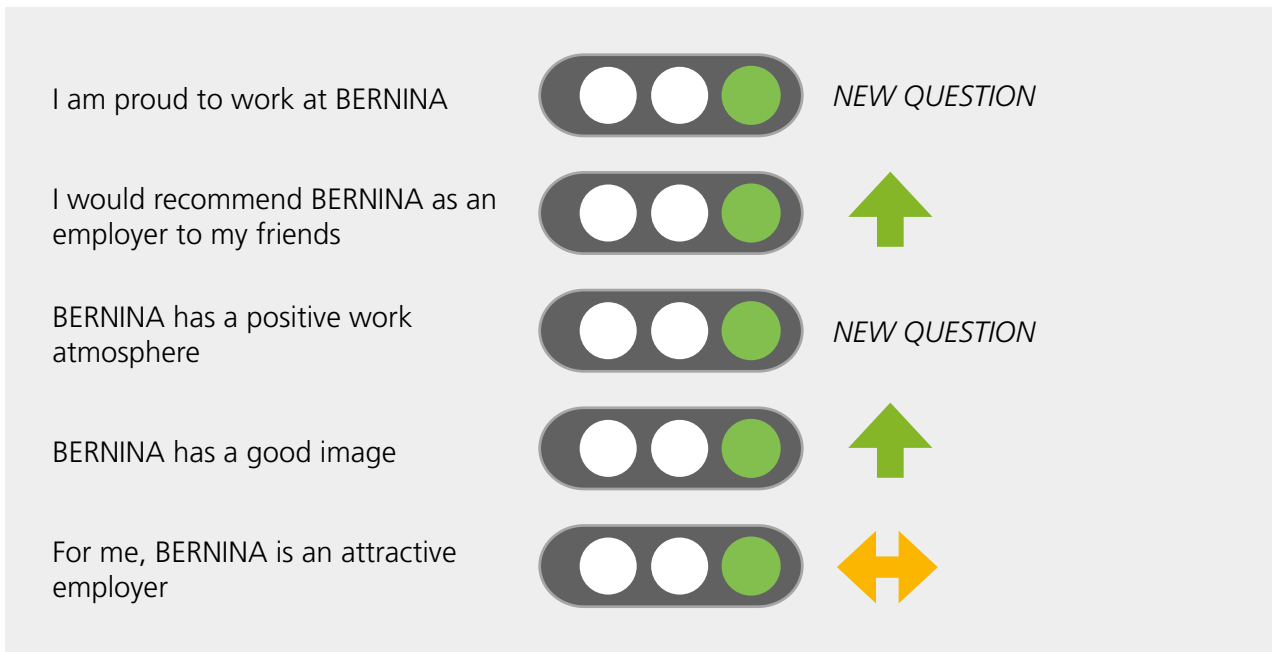 I am proud to work at BERNINA
NEW QUESTION
I would recommend BERNINA as an
employer to my friends
BERNINA has a positive work
atmosphere
NEW QUESTION
BERNINA has a good image
For me, BERNINA is an attractive
employer